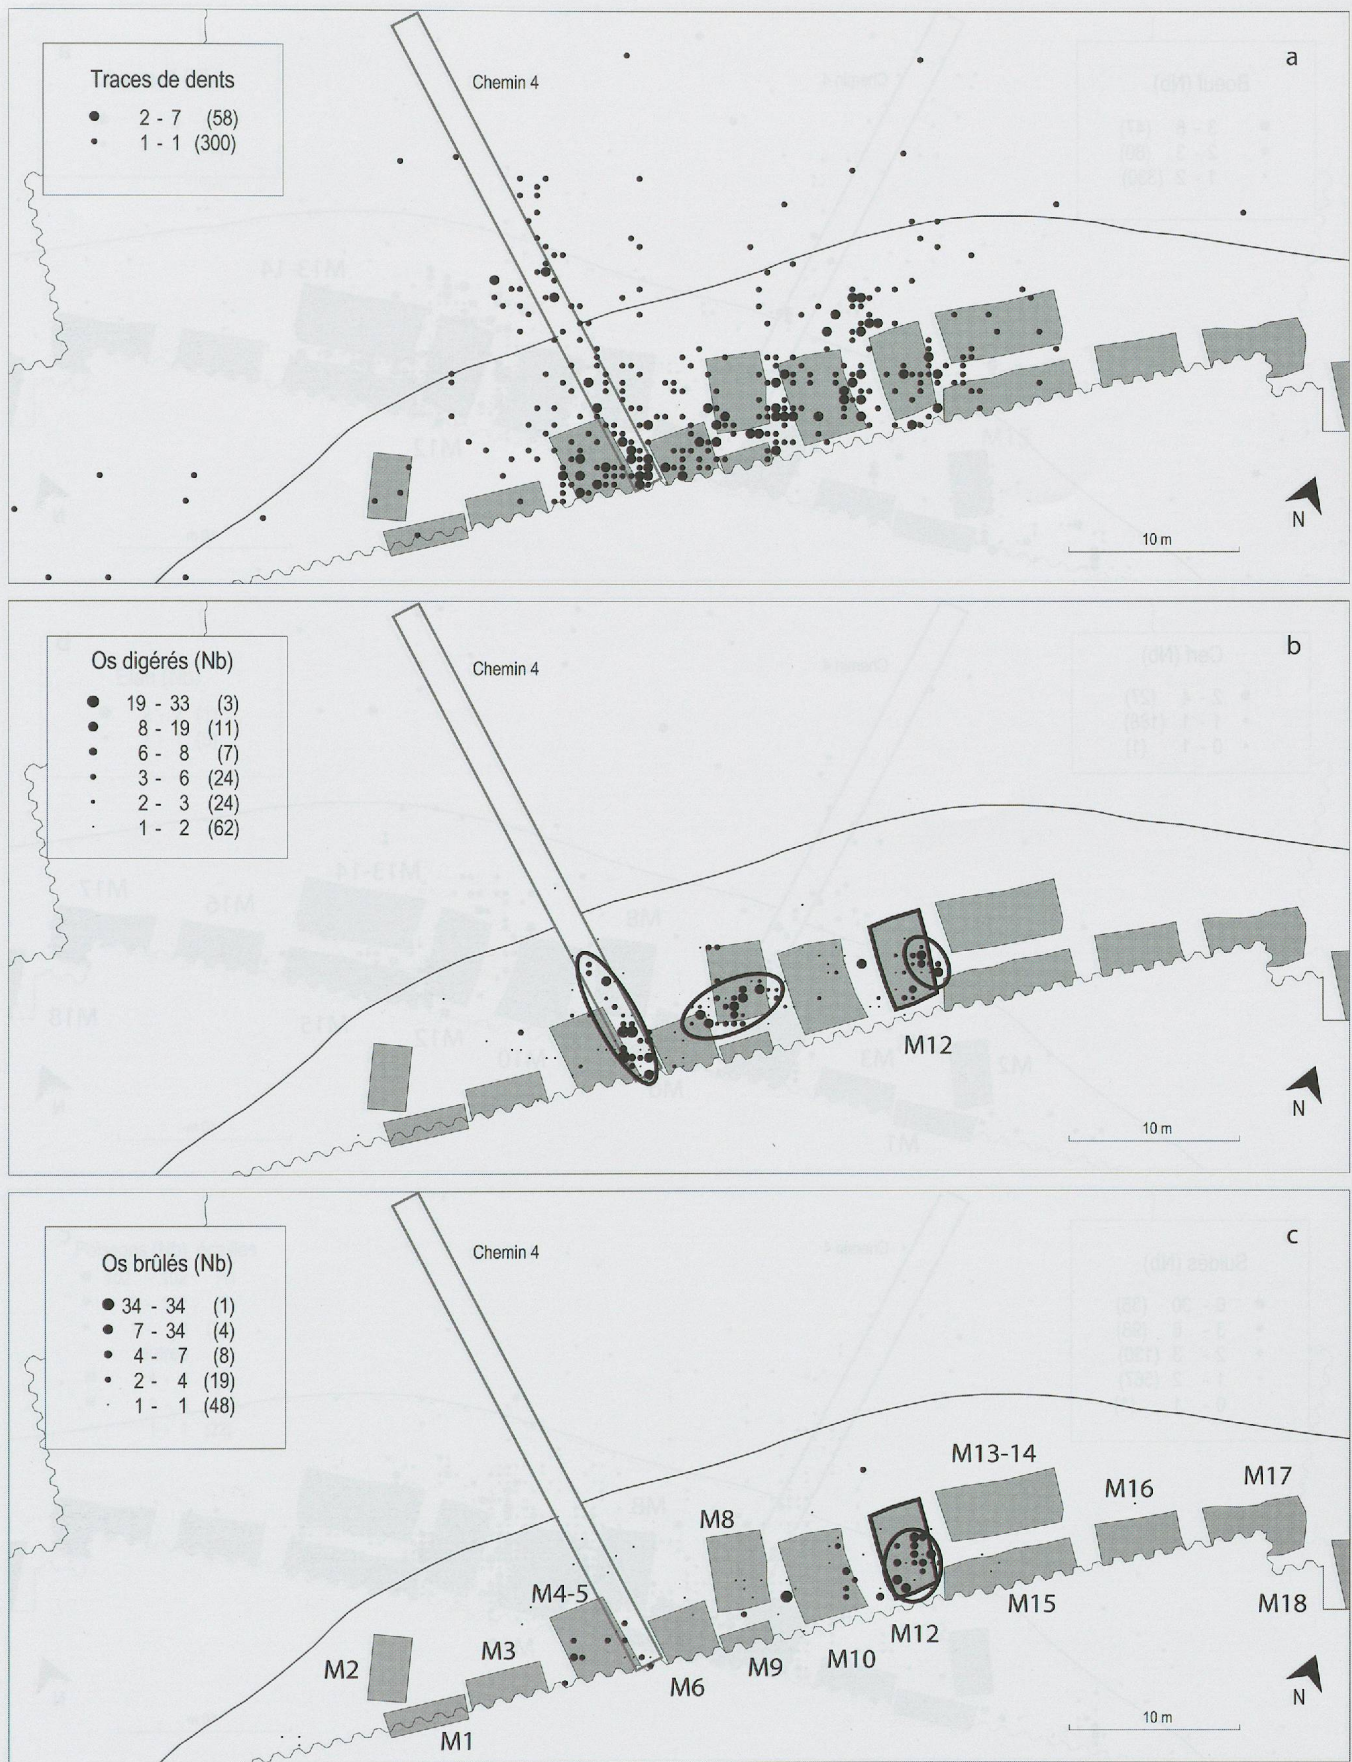 a
Traces de dents
2 - 7 (58)
1 - 1 (300)
Chemin 4
N
10 m
b
Os digérés (Nb)
19 - 33 (3)
8 - 19 (11)
6 - 8 (7)
3 - 6 (24)
2 - 3 (24)
1 - 2 (62)
Chemin 4
M12
N
10 m
c
Os brûlés (Nb)
34 - 34 (1)
7 - 34 (4)
4 - 7 (8)
2 - 4 (19)
1 - 1 (48)
Chemin 4
M13-14
M17
M16
M8
M4-5
M15
M18
M12
M3
M10
M2
M9
M6
M1
N
10 m